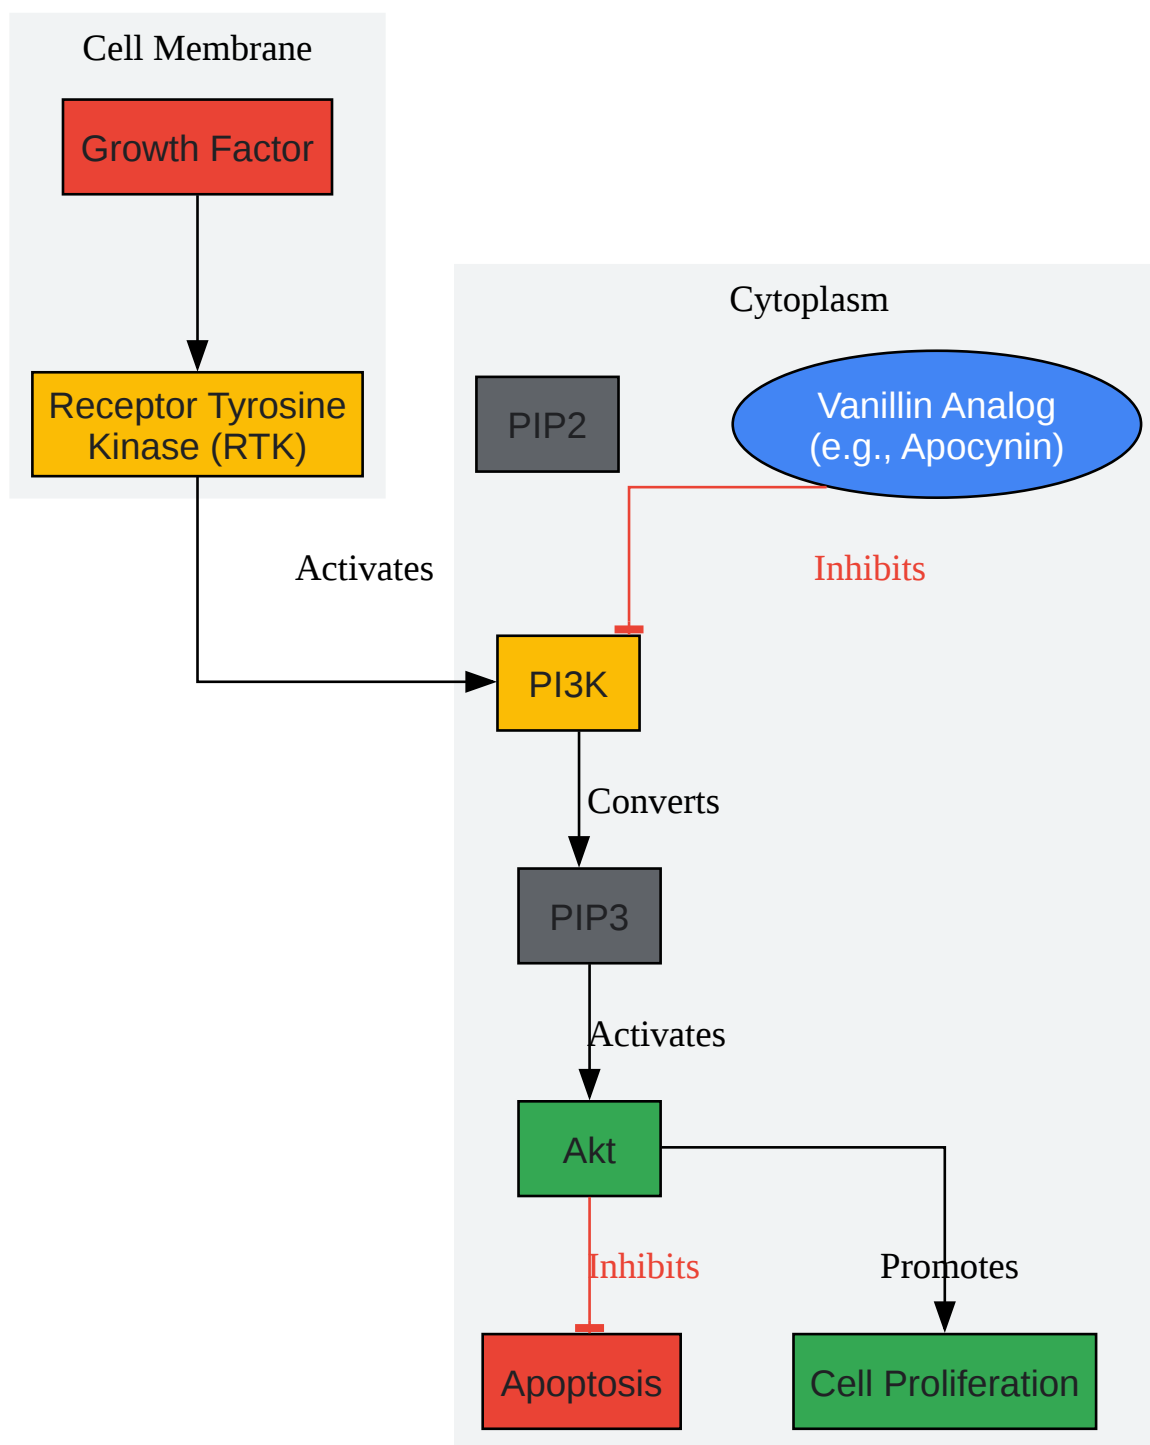 Cell Membrane
Growth Factor
Cytoplasm
Receptor Tyrosine
Kinase (RTK)
PIP2
Vanillin Analog
(e.g., Apocynin)
Activates
Inhibits
PI3K
Converts
PIP3
Activates
Akt
Inhibits
Promotes
Apoptosis
Cell Proliferation